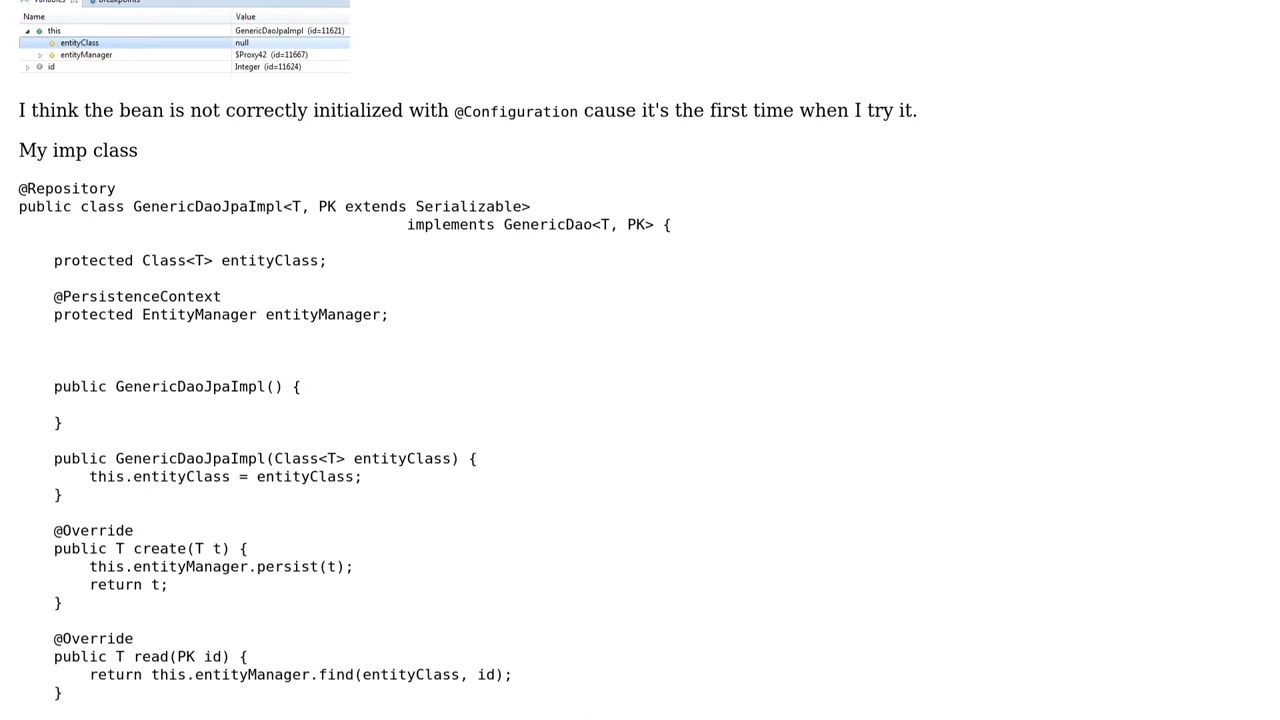 Variables Breakpoints
Name Value
this GenericDaoJpaImpl (id=11621)
entityClass null
entityManager $Proxy42 (id=11667)
id Integer (id=11624)
I think the bean is not correctly initialized with @Configuration cause it's the first time when I try it.
My imp class
@Repository
public class GenericDaoJpaImpl<T, PK extends Serializable>
implements GenericDao<T, PK> {
protected Class<T> entityClass;
@PersistenceContext
protected EntityManager entityManager;
public GenericDaoJpaImpl() {
}
public GenericDaoJpaImpl(Class<T> entityClass) {
this.entityClass = entityClass;
}
@Override
public T create(T t) {
this.entityManager.persist(t);
return t;
}
@Override
public T read(PK id) {
return this.entityManager.find(entityClass, id);
}